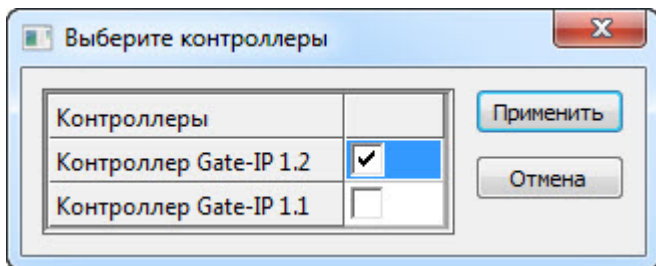 Выберите контроллеры
Контроллеры
Применить
Контроллер Gate-IP 1.2
Контроллер Gate-IP 1.1
Отмена